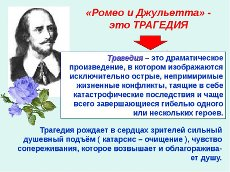 «Ромео и Джульетта» -
это ТРАГЕДИЯ
Трагедия – это драматическое
произведение, в котором изображаются
исключительно острые, непримиримые
жизненные конфликты, таящие в себе
катастрофические последствия и чаще
всего завершающиеся гибелью одного
или нескольких героев.
Трагедия рождает в сердцах зрителей сильный
душевный подъём ( катарсис – очищение ), чувство
сопереживания, которое возвышает и облагоражива-
ет душу.